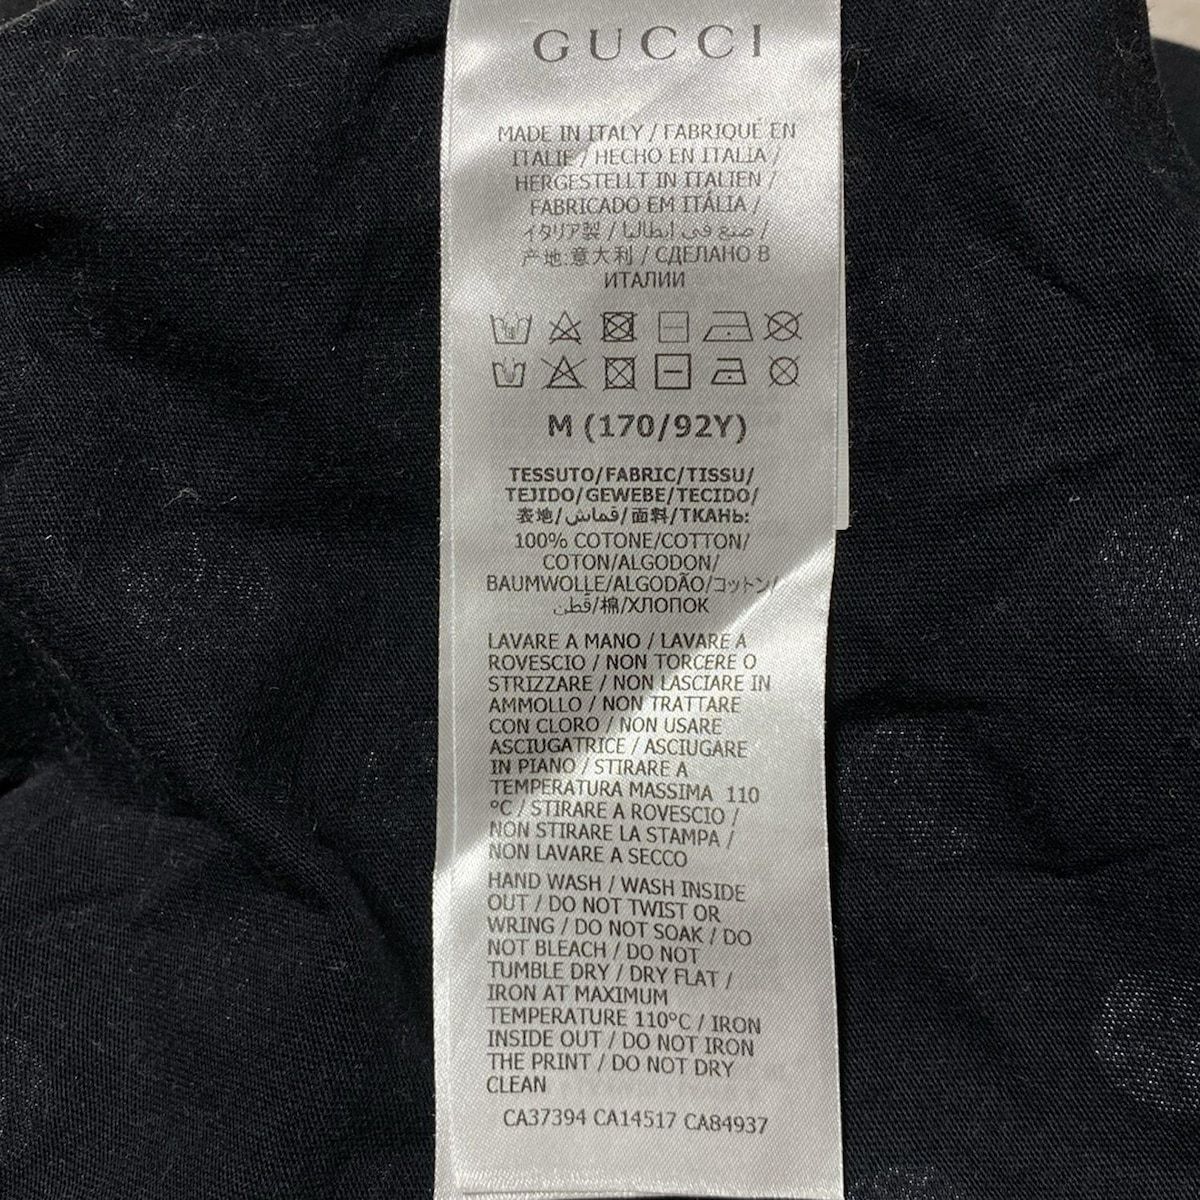 GUCCI
MADE IN ITALY / FABRIQUÉ EN
ITALIE / HECHO EN ITALIA /
HERGESTELLT IN ITALIEN /
FABRICADO EM ITÁLIA /
イタリア製 / صنع في إيطاليا /
产地:意大利 / СДЕЛАНО В
ИТАЛИИ
M (170/92Y)
TESSUTO/FABRIC/TISSU/
TEJIDO/GEWEBE/TECIDO/
表地/قماش/面料/ТКАНЬ:
100% COTONE/COTTON/
COTON/ALGODON/
BAUMWOLLE/ALGODÃO/コットン/
قطن/棉/ХЛОПОК
LAVARE A MANO / LAVARE A
ROVESCIO / NON TORCERE O
STRIZZARE / NON LASCIARE IN
AMMOLLO / NON TRATTARE
CON CLORO / NON USARE
ASCIUGATRICE / ASCIUGARE
IN PIANO / STIRARE A
TEMPERATURA MASSIMA 110
°C / STIRARE A ROVESCIO /
NON STIRARE LA STAMPA /
NON LAVARE A SECCO
HAND WASH / WASH INSIDE
OUT / DO NOT TWIST OR
WRING / DO NOT SOAK / DO
NOT BLEACH / DO NOT
TUMBLE DRY / DRY FLAT /
IRON AT MAXIMUM
TEMPERATURE 110°C / IRON
INSIDE OUT / DO NOT IRON
THE PRINT / DO NOT DRY
CLEAN
CA37394 CA14517 CA84937